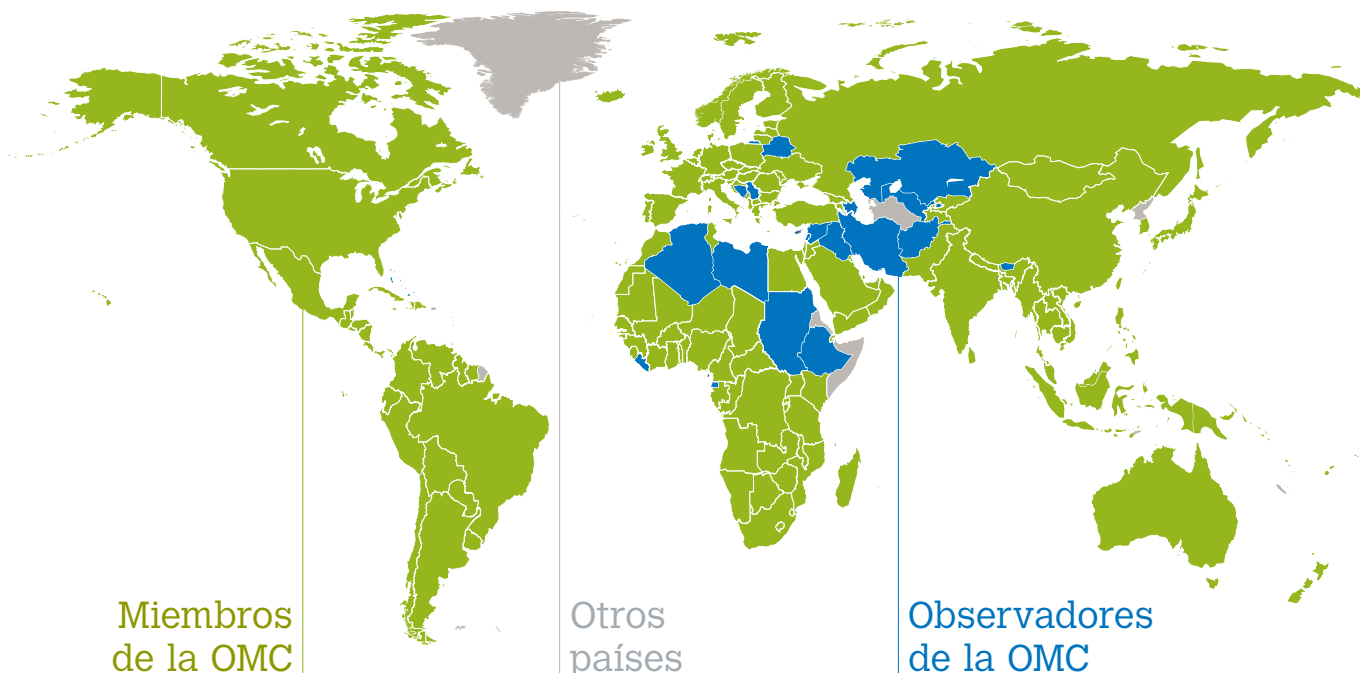 Miembros
de la OMC
Otros
países
Observadores
de la OMC